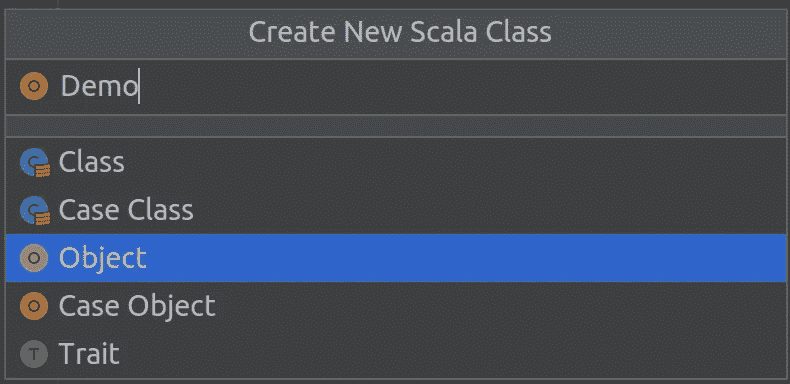 Create New Scala Class
Demo
Class
Case Class
Object
Case Object
Trait